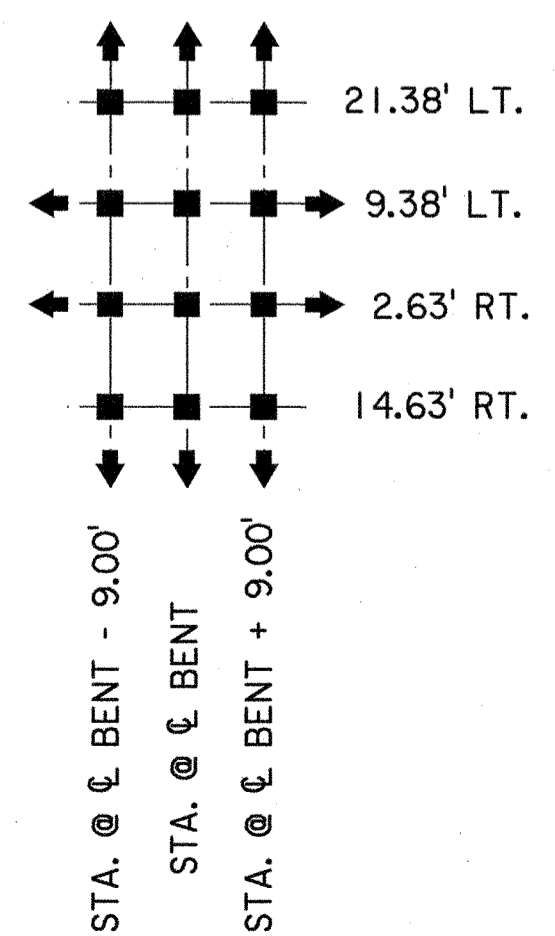 21.38' LT.
9.38' LT.
2.63' RT.
14.63' RT.
STA. @ ℄ BENT - 9.00'
STA. @ ℄ BENT
STA. @ ℄ BENT + 9.00'